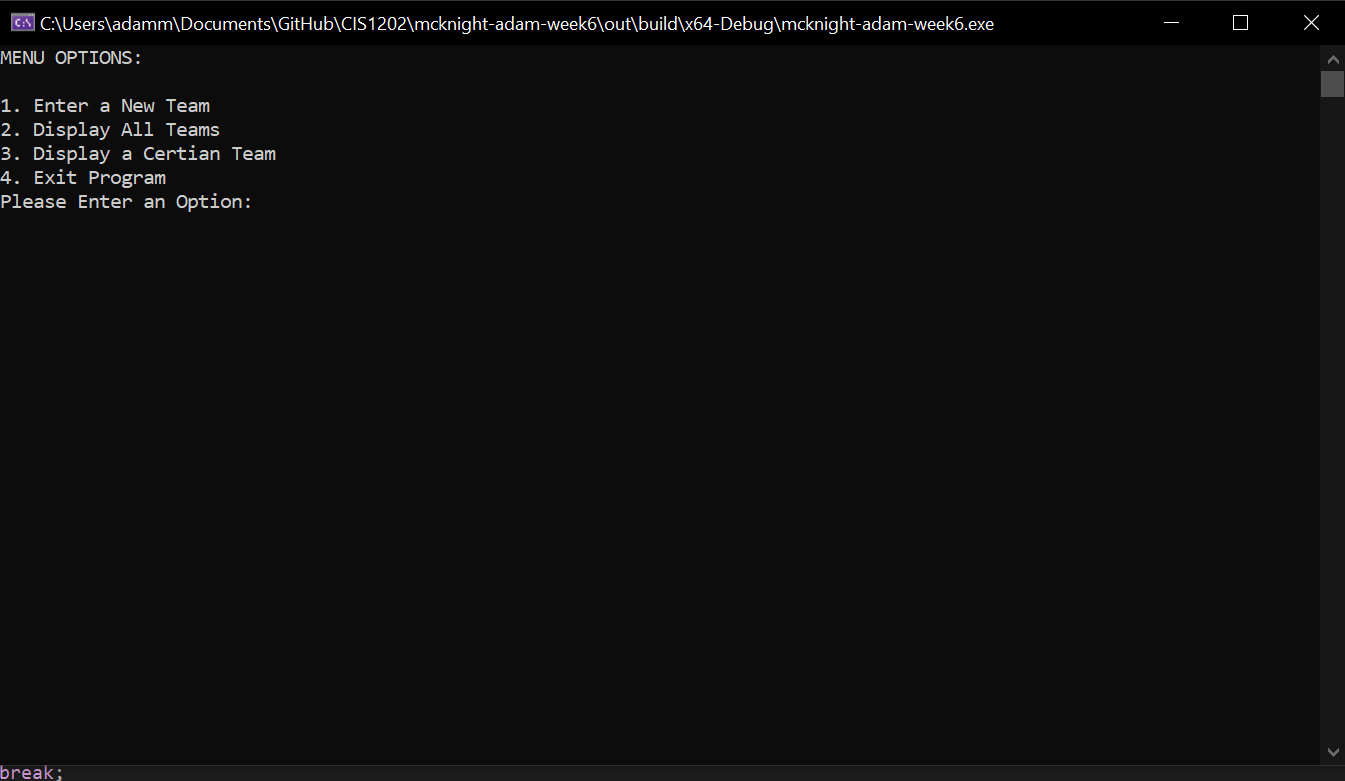 C:\Users\adamm\Documents\GitHub\CIS1202\mcknight-adam-week6\out\build\x64-Debug\mcknight-adam-week6.exe
MENU OPTIONS:
1. Enter a New Team
2. Display All Teams
3. Display a Certian Team
4. Exit Program
Please Enter an Option:
break;